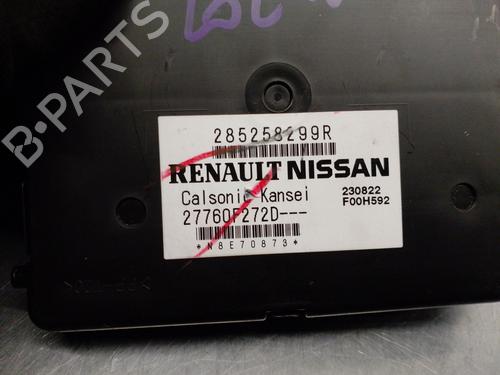 285258299R
RENAULT NISSAN
Calsonic Kansei
230822
27760F272D---
F00H592
*N8E70873*
B-PARTS